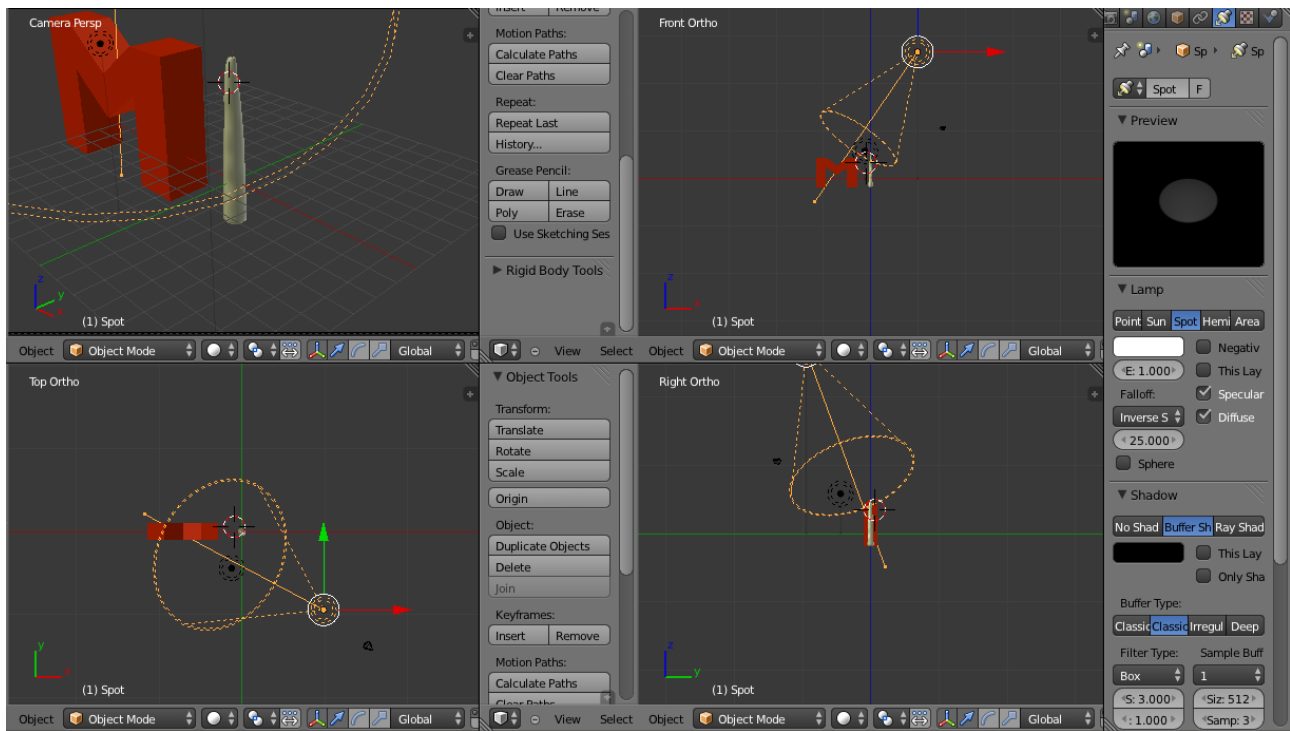 Camera Persp
(1) Spot
Object Object Mode Global
Insert Remove
Motion Paths:
Calculate Paths
Clear Paths
Repeat:
Repeat Last
History...
Grease Pencil:
Draw Line
Poly Erase
Use Sketching Ses
Rigid Body Tools
Front Ortho
z
x
(1) Spot
View Select Object Object Mode Global
z
y
x
Top Ortho
y
x
(1) Spot
Object Object Mode Global
Object Tools
Transform:
Translate
Rotate
Scale
Origin
Object:
Duplicate Objects
Delete
Join
Keyframes:
Insert Remove
Motion Paths:
Calculate Paths
Clear Paths
Right Ortho
z
y
(1) Spot
View Select Object Object Mode Global
Sp Sp
Spot F
Preview
Lamp
Point Sun Spot Hemi Area
Negativ
E: 1.000 This Lay
Falloff: Specular
Inverse S Diffuse
25.000
Sphere
Shadow
No Shad Buffer Sh Ray Shad
This Lay
Only Sha
Buffer Type:
Classic Classic Irregul Deep
Filter Type: Sample Buff
Box 1
S: 3.000 Siz: 512
: 1.000 Samp: 3